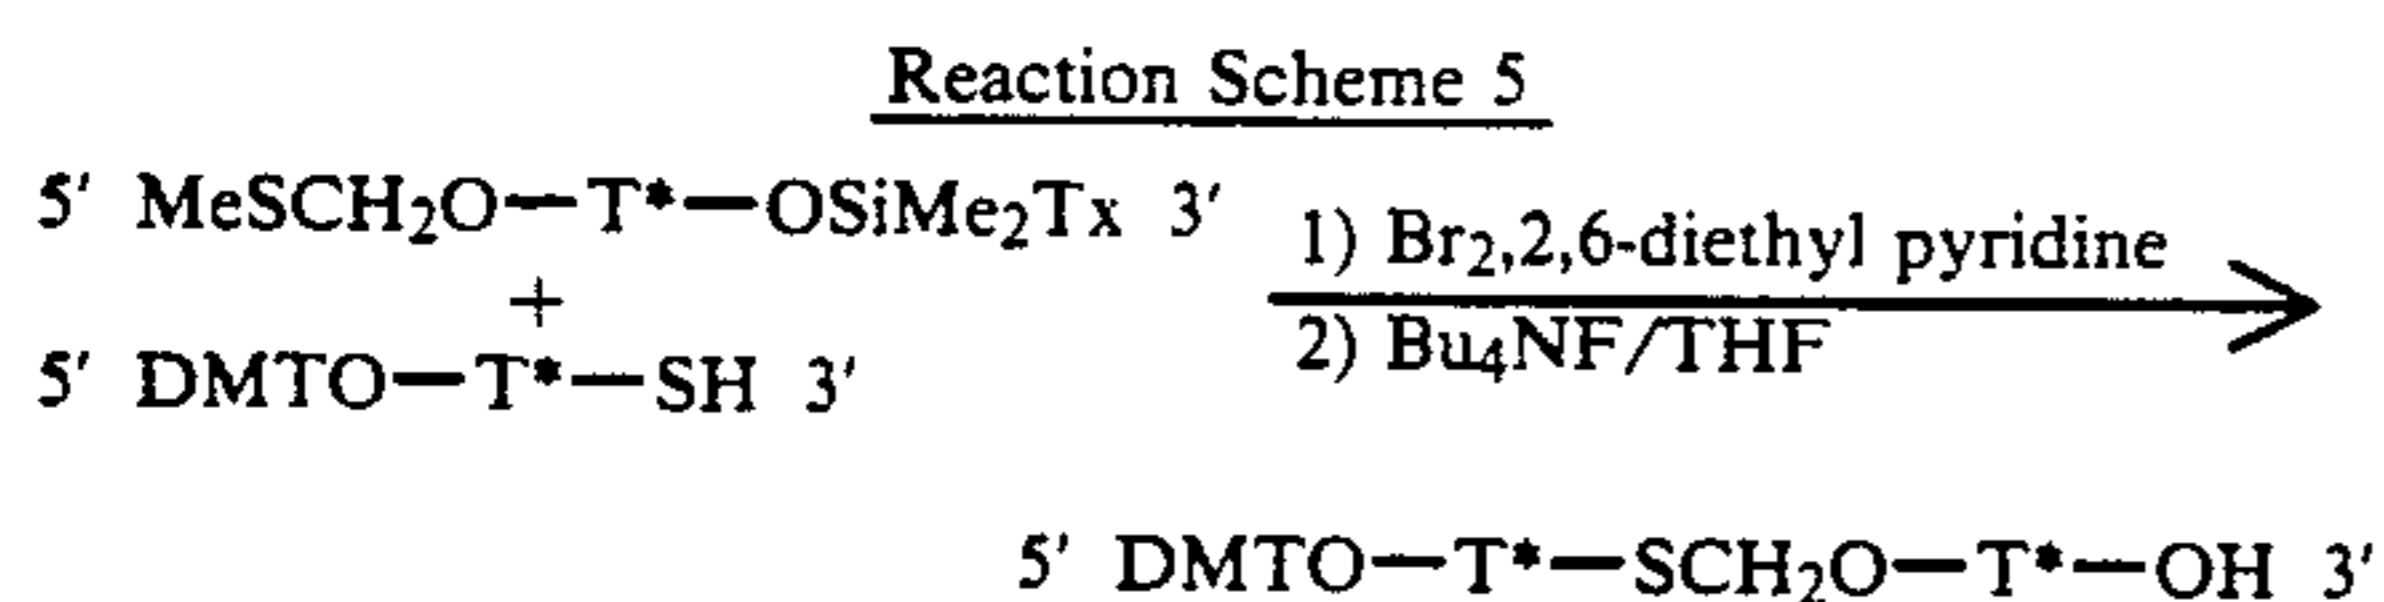 Reaction Scheme 5
5′ MeSCH₂O—T*—OSiMe₂Tx 3′
+
5′ DMTO—T*—SH 3′
1) Br₂,2,6-diethyl pyridine
2) Bu₄NF/THF
5′ DMTO—T*—SCH₂O—T*—OH 3′